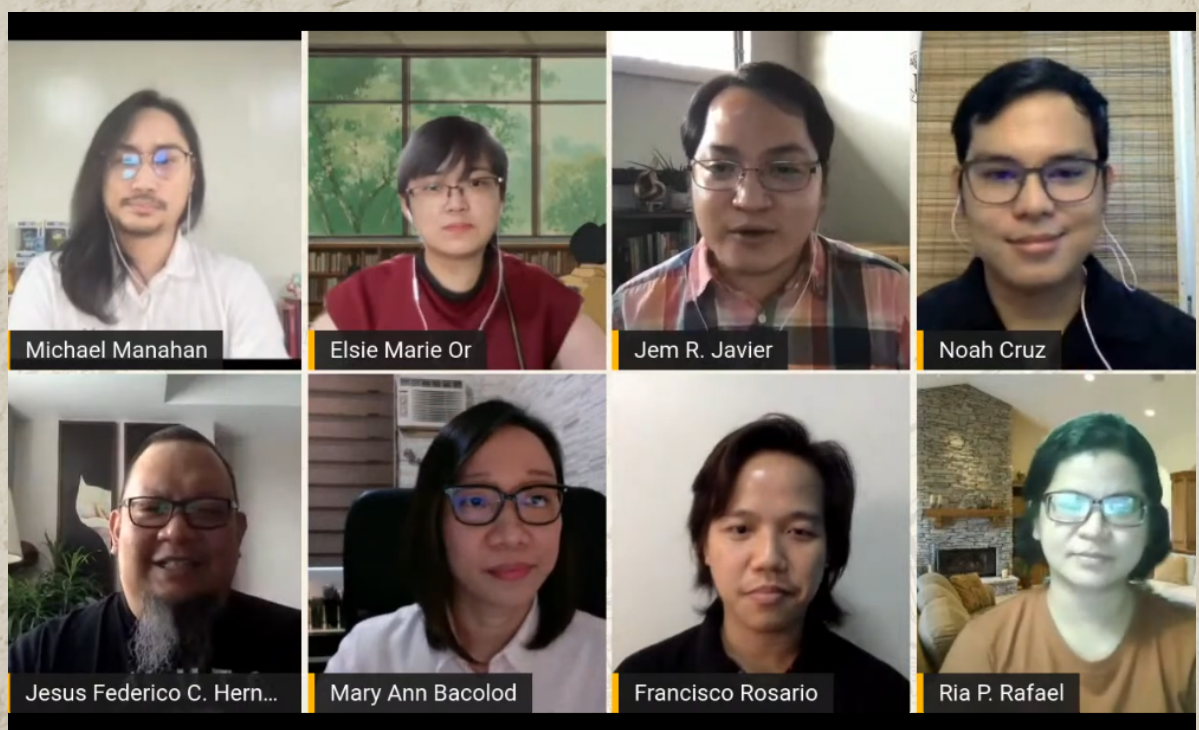 Michael Manahan
Elsie Marie Or
Jem R. Javier
Noah Cruz
Jesus Federico C. Hern...
Mary Ann Bacolod
Francisco Rosario
Ria P. Rafael